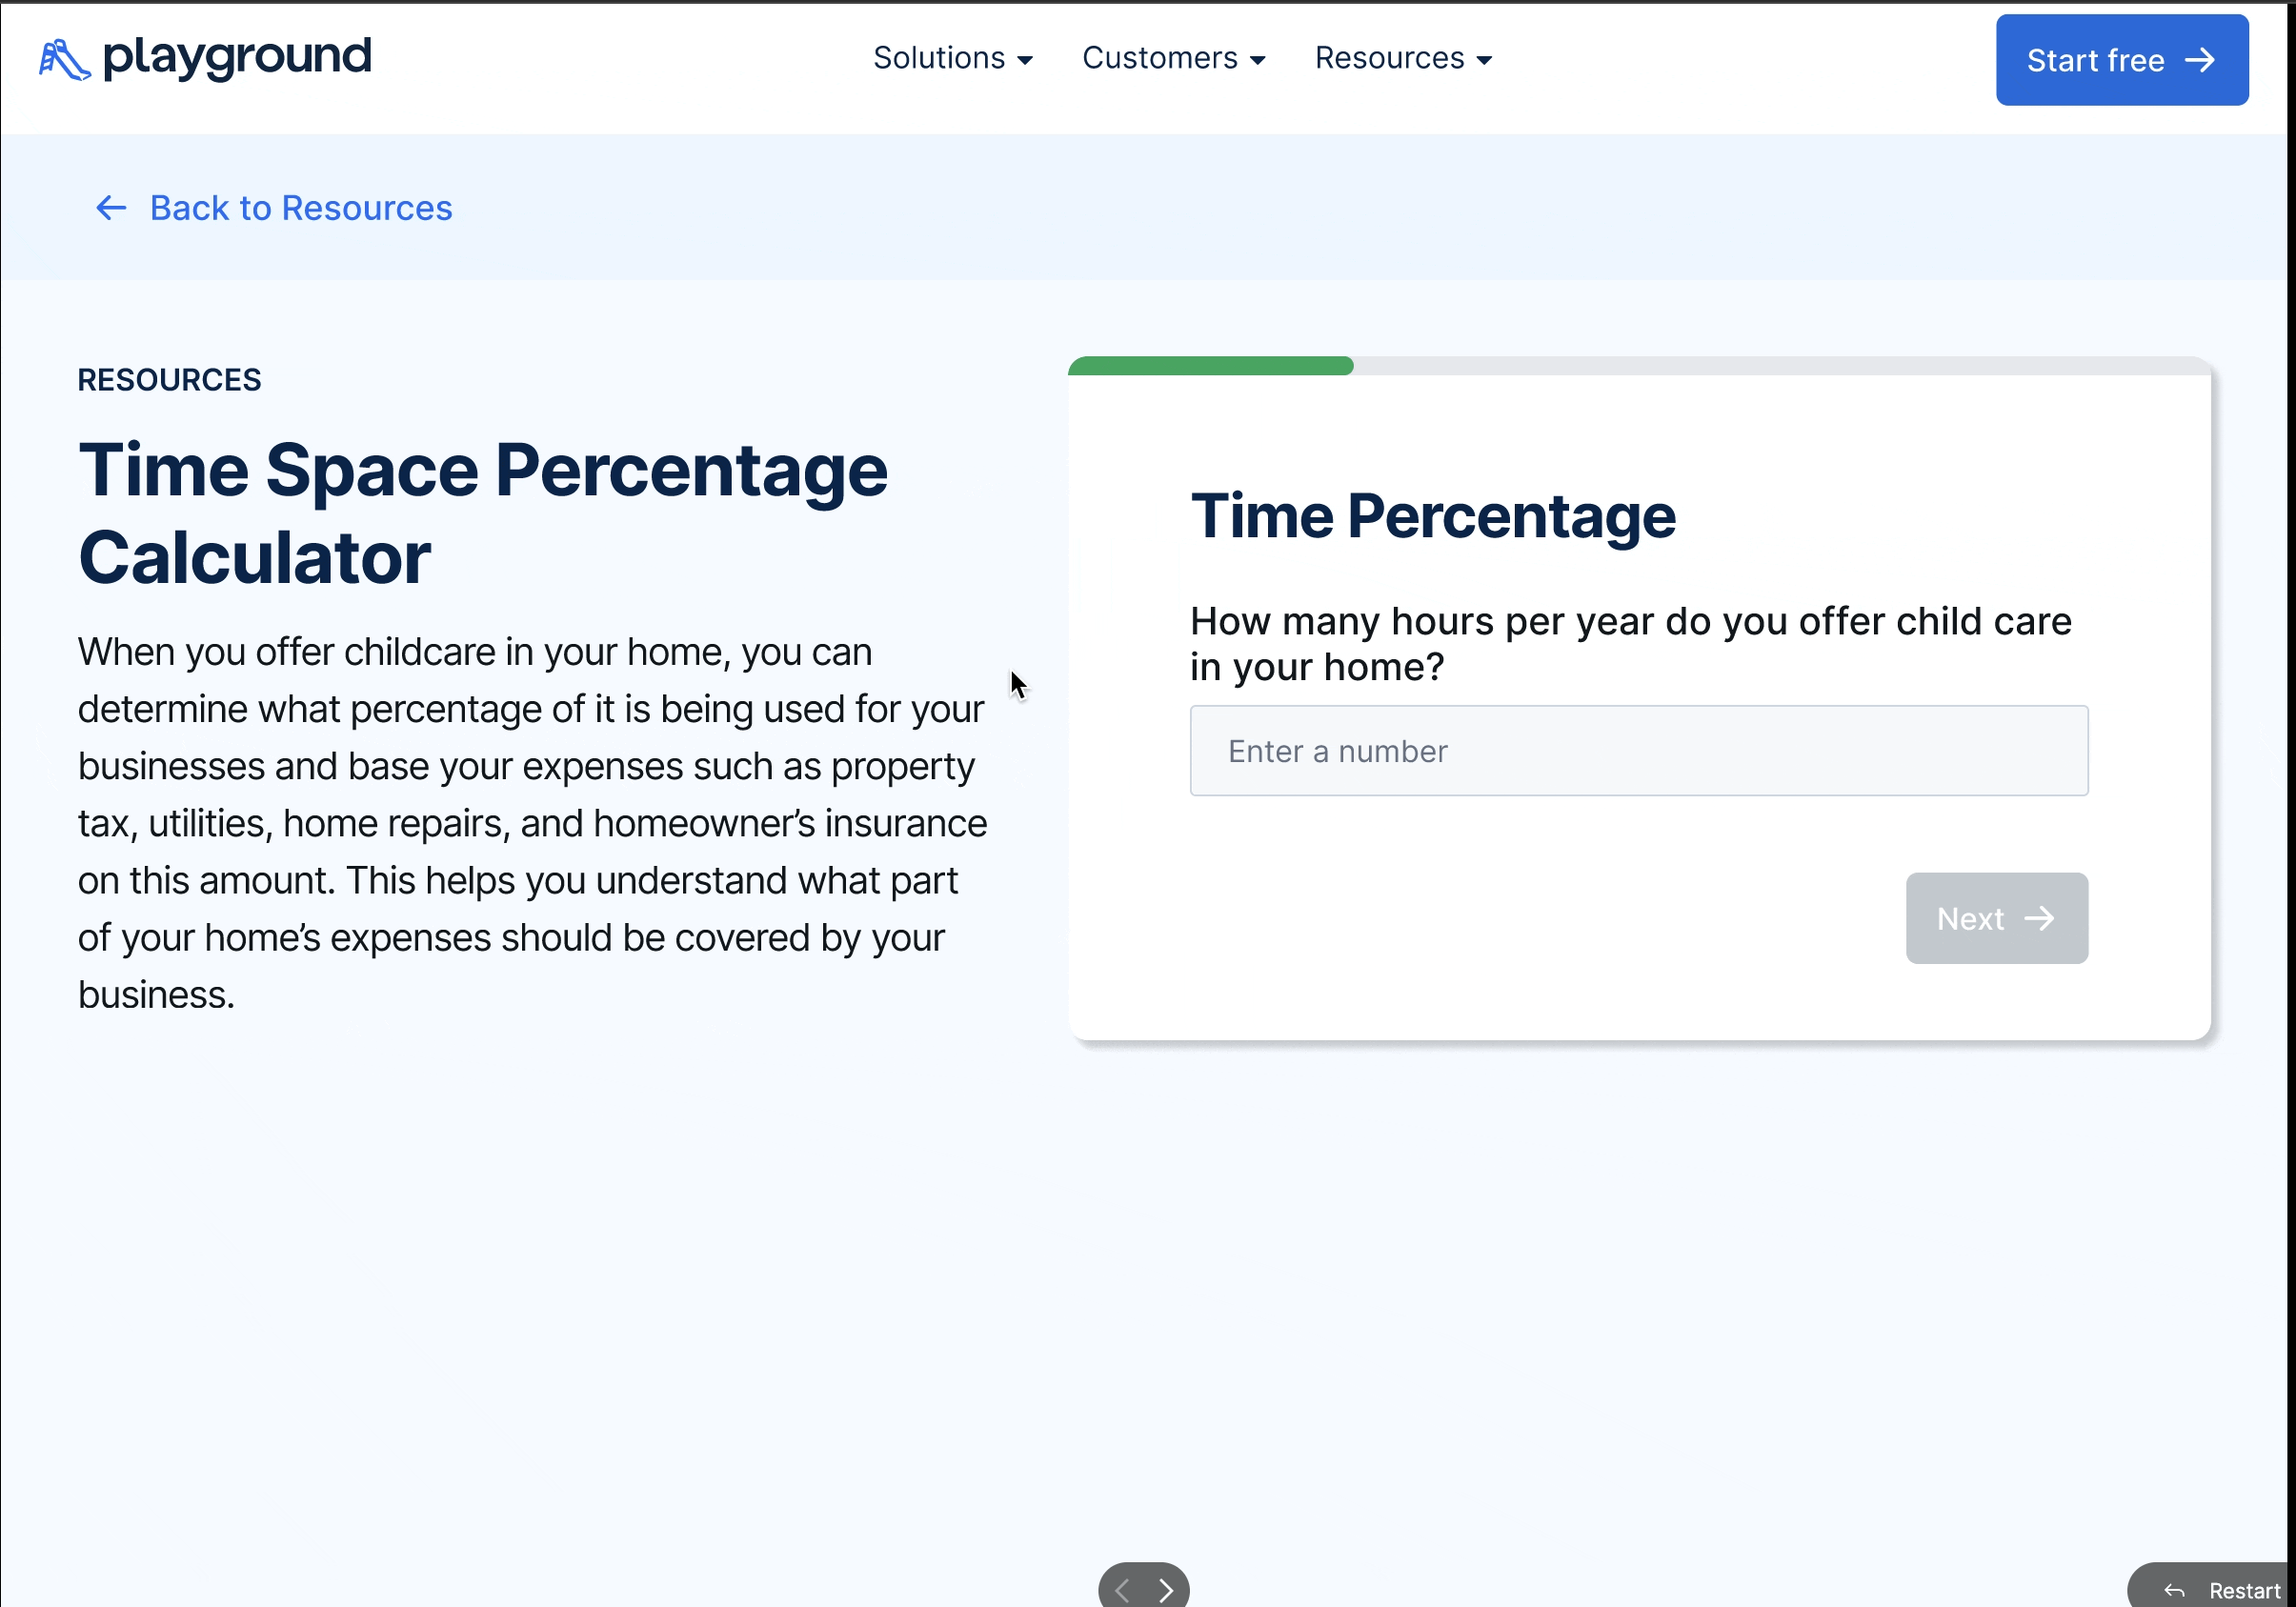 playground
Solutions
Customers
Resources
Start free
Back to Resources
RESOURCES
Time Space Percentage
Calculator
When you offer childcare in your home, you can
determine what percentage of it is being used for your
businesses and base your expenses such as property
tax, utilities, home repairs, and homeowner’s insurance
on this amount. This helps you understand what part
of your home’s expenses should be covered by your
business.
Time Percentage
How many hours per year do you offer child care
in your home?
Enter a number
Next
Restart